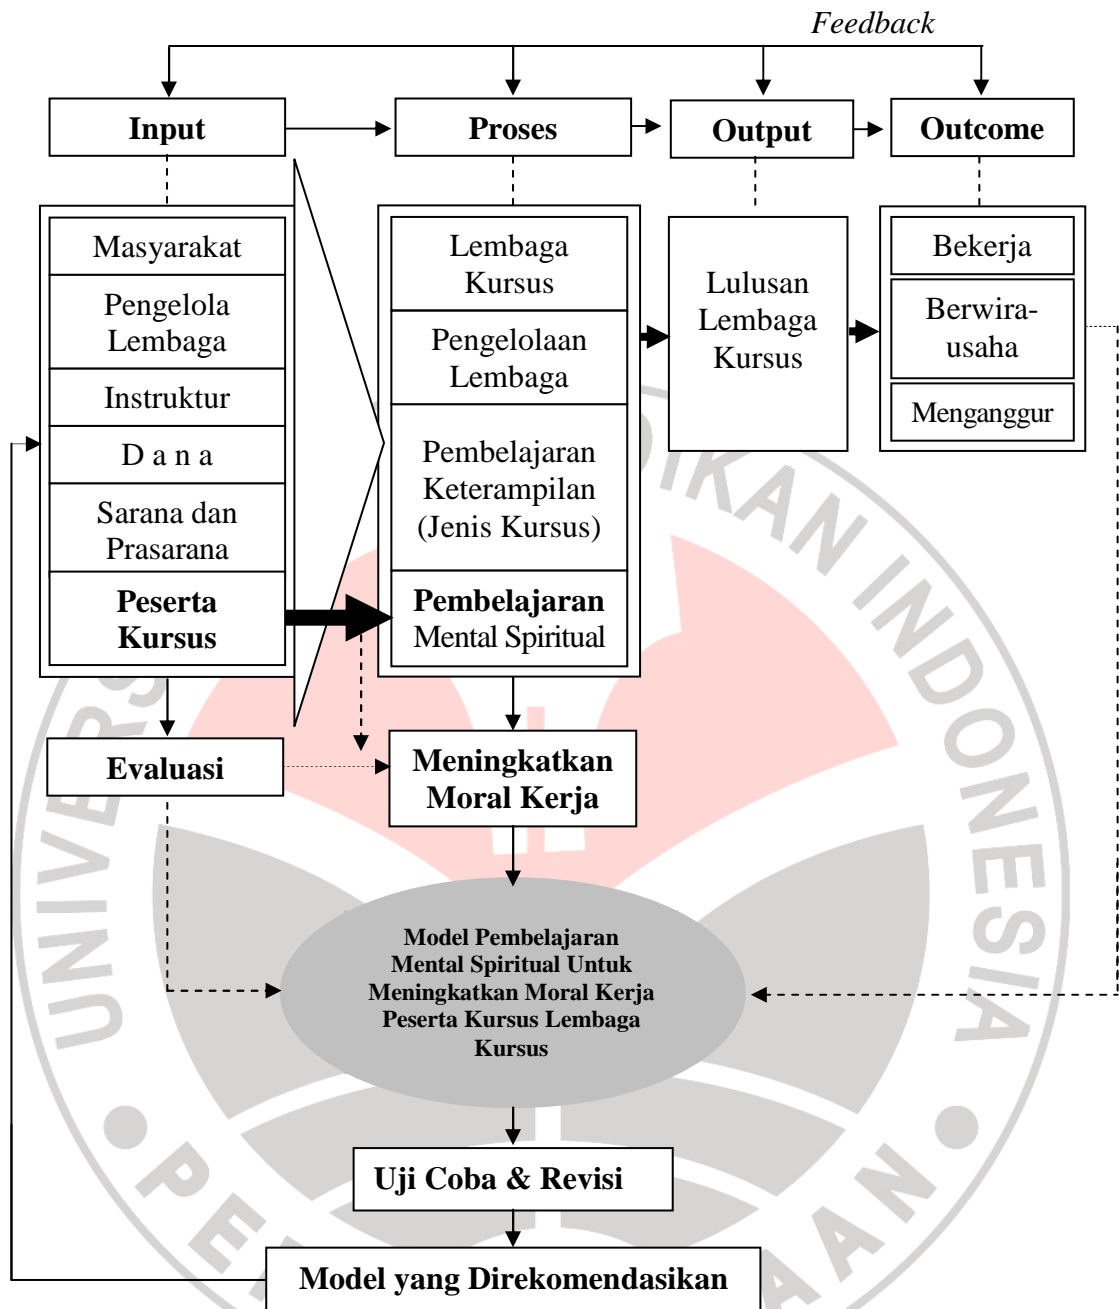 Feedback
Input
Proses
Output
Outcome
Masyarakat
Pengelola
Lembaga
Instruktur
D a n a
Sarana dan
Prasarana
Peserta
Kursus
Lembaga
Kursus
Pengelolaan
Lembaga
Pembelajaran
Keterampilan
(Jenis Kursus)
Pembelajaran
Mental Spiritual
Lulusan
Lembaga
Kursus
Bekerja
Berwira-
usaha
Menganggur
Evaluasi
Meningkatkan
Moral Kerja
Model Pembelajaran
Mental Spiritual Untuk
Meningkatkan Moral Kerja
Peserta Kursus Lembaga
Kursus
Uji Coba & Revisi
Model yang Direkomendasikan
INDONESIA